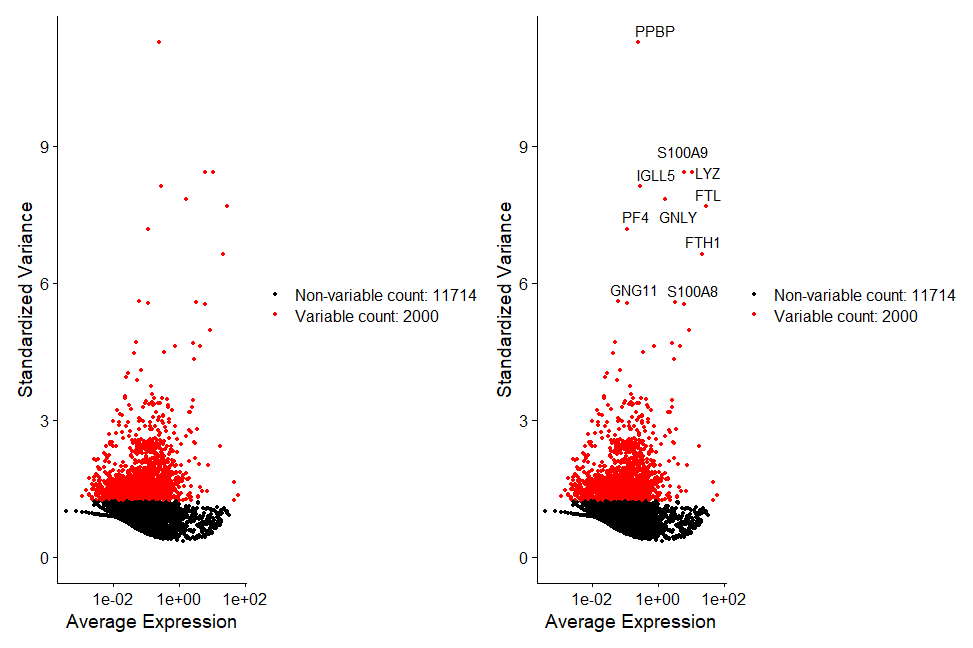 9
6
3
0
Standardized Variance
1e-02 1e+00 1e+02
Average Expression
Non-variable count: 11714
Variable count: 2000
PPBP
S100A9
IGLL5 LYZ
FTL
PF4 GNLY
FTH1
GNG11 S100A8
9
6
3
0
Standardized Variance
1e-02 1e+00 1e+02
Average Expression
Non-variable count: 11714
Variable count: 2000